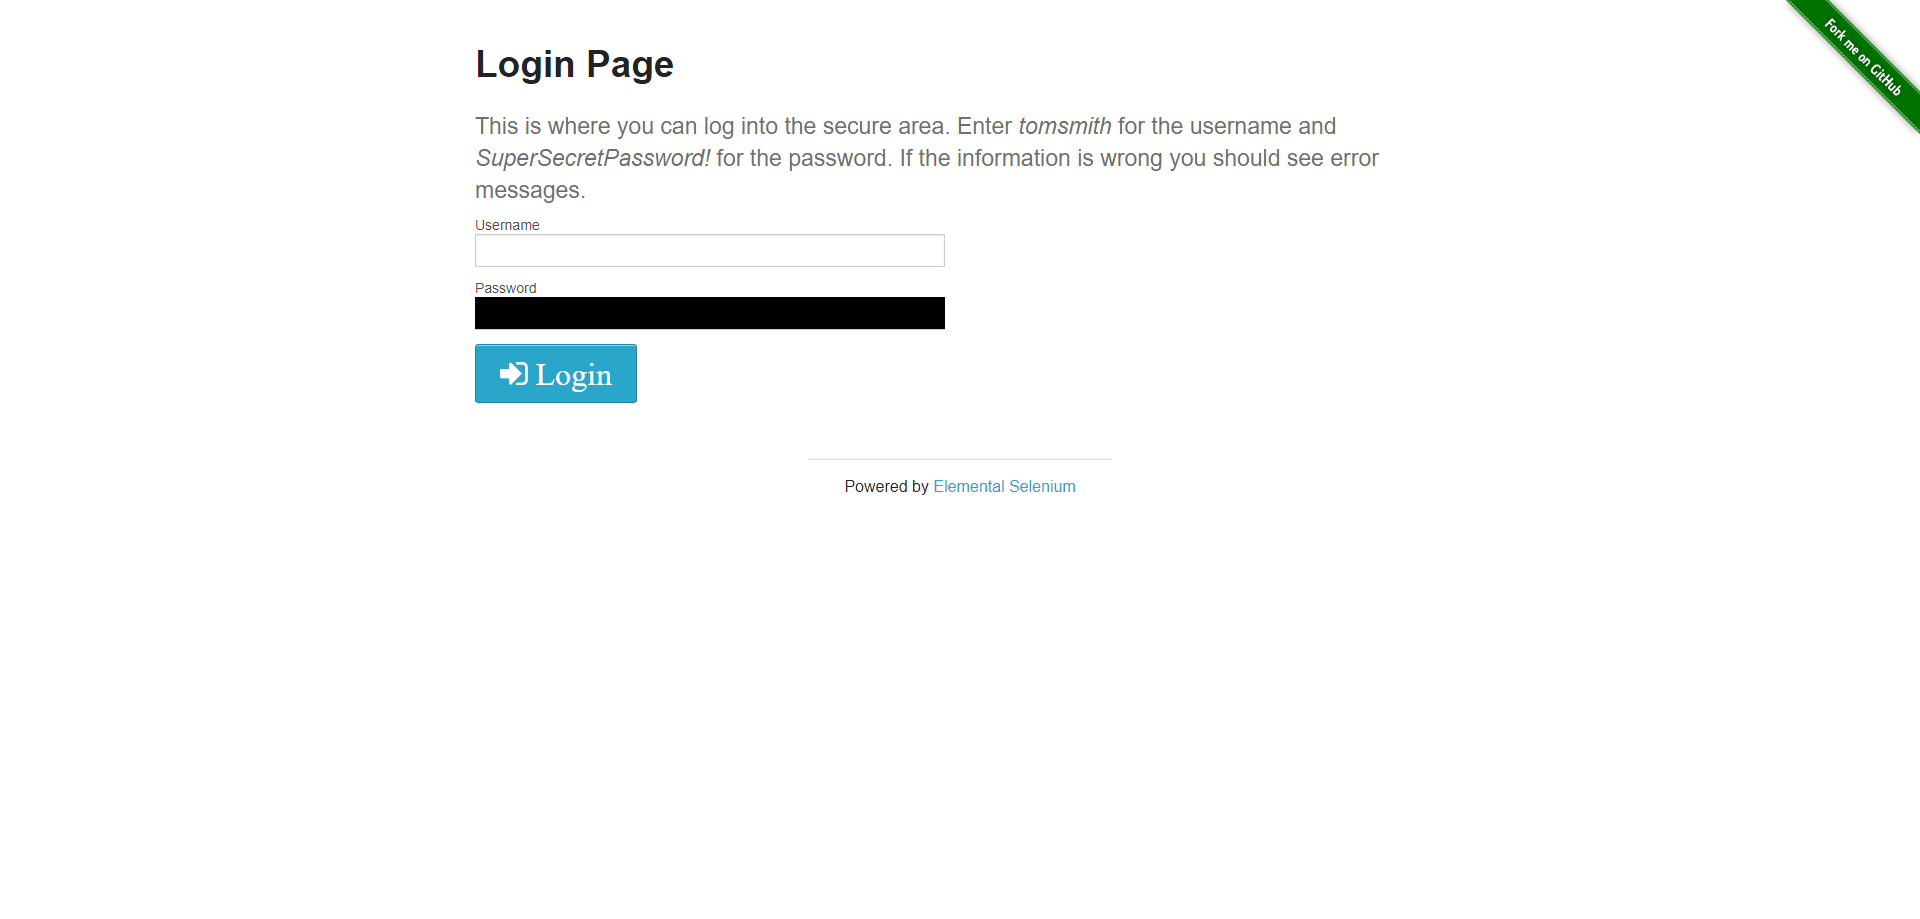 Fork me on GitHub
Login Page
This is where you can log into the secure area. Enter tomsmith for the username and
SuperSecretPassword! for the password. If the information is wrong you should see error
messages.
Username
Password
Login
Powered by Elemental Selenium